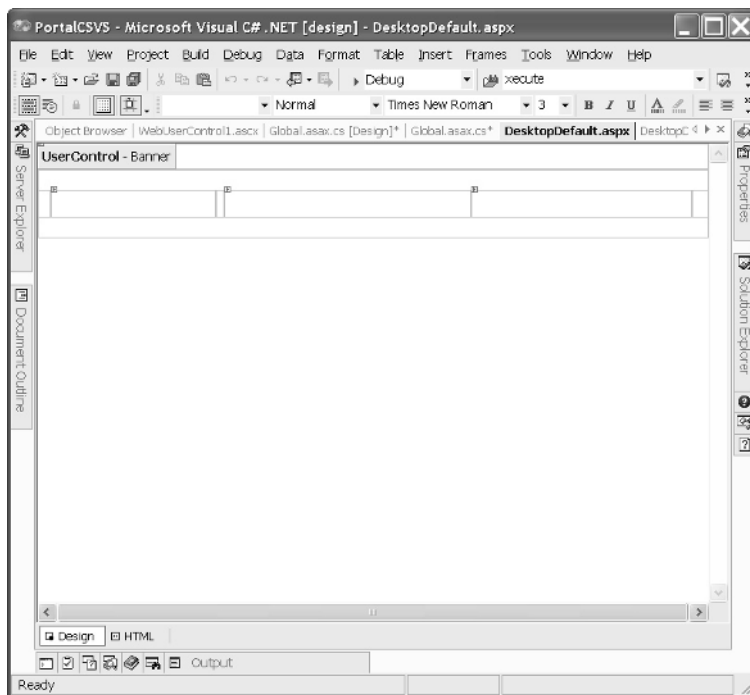 PortalCSVS - Microsoft Visual C# .NET [design] - DesktopDefault.aspx
File Edit View Project Build Debug Data Format Table Insert Frames Tools Window Help
Debug xecute
Normal Times New Roman 3 B I U A
Object Browser WebUserControl1.ascx Global.asax.cs [Design]* Global.asax.cs* DesktopDefault.aspx DesktopD
UserControl - Banner
Server Explorer
Document Outline
Properties
Solution Explorer
Design HTML
Output
Ready